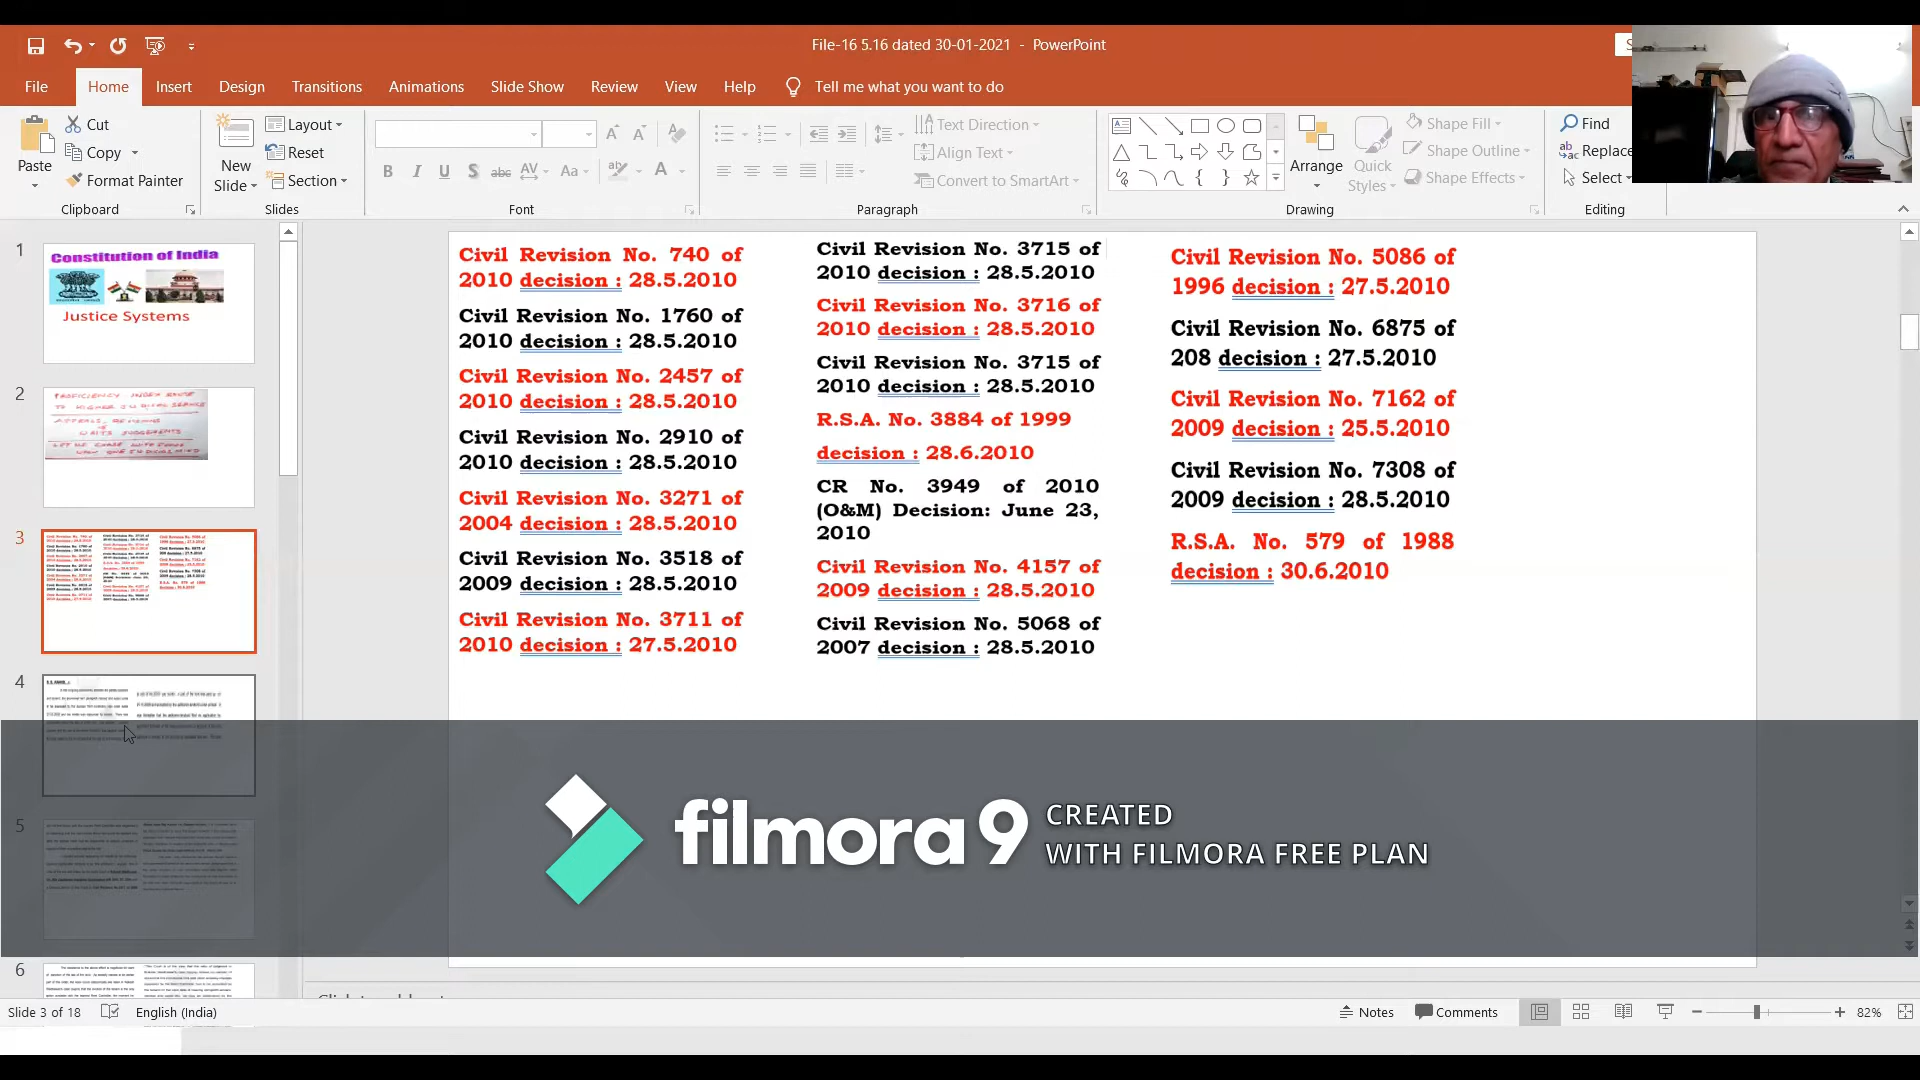 File-16 5.16 dated 30-01-2021 - PowerPoint
File Home Insert Design Transitions Animations Slide Show Review View Help Tell me what you want to do
Paste
Cut
Copy
Format Painter
Clipboard
New
Slide
Layout
Reset
Section
Slides
Font
Text Direction
Align Text
Convert to SmartArt
Paragraph
Arrange
Quick
Styles
Shape Fill
Shape Outline
Shape Effects
Drawing
Find
Replace
Select
Editing
1
Constitution of India
Justice Systems
2
3
4
5
6
Civil Revision No. 740 of
2010 decision : 28.5.2010
Civil Revision No. 1760 of
2010 decision : 28.5.2010
Civil Revision No. 2457 of
2010 decision : 28.5.2010
Civil Revision No. 2910 of
2010 decision : 28.5.2010
Civil Revision No. 3271 of
2004 decision : 28.5.2010
Civil Revision No. 3518 of
2009 decision : 28.5.2010
Civil Revision No. 3711 of
2010 decision : 27.5.2010
Civil Revision No. 3715 of
2010 decision : 28.5.2010
Civil Revision No. 3716 of
2010 decision : 28.5.2010
Civil Revision No. 3715 of
2010 decision : 28.5.2010
R.S.A. No. 3884 of 1999
decision : 28.6.2010
CR No. 3949 of 2010
(O&M) Decision: June 23,
2010
Civil Revision No. 4157 of
2009 decision : 28.5.2010
Civil Revision No. 5068 of
2007 decision : 28.5.2010
Civil Revision No. 5086 of
1996 decision : 27.5.2010
Civil Revision No. 6875 of
208 decision : 27.5.2010
Civil Revision No. 7162 of
2009 decision : 25.5.2010
Civil Revision No. 7308 of
2009 decision : 28.5.2010
R.S.A. No. 579 of 1988
decision : 30.6.2010
filmora9
CREATED
WITH FILMORA FREE PLAN
Slide 3 of 18 English (India) Notes Comments 82%